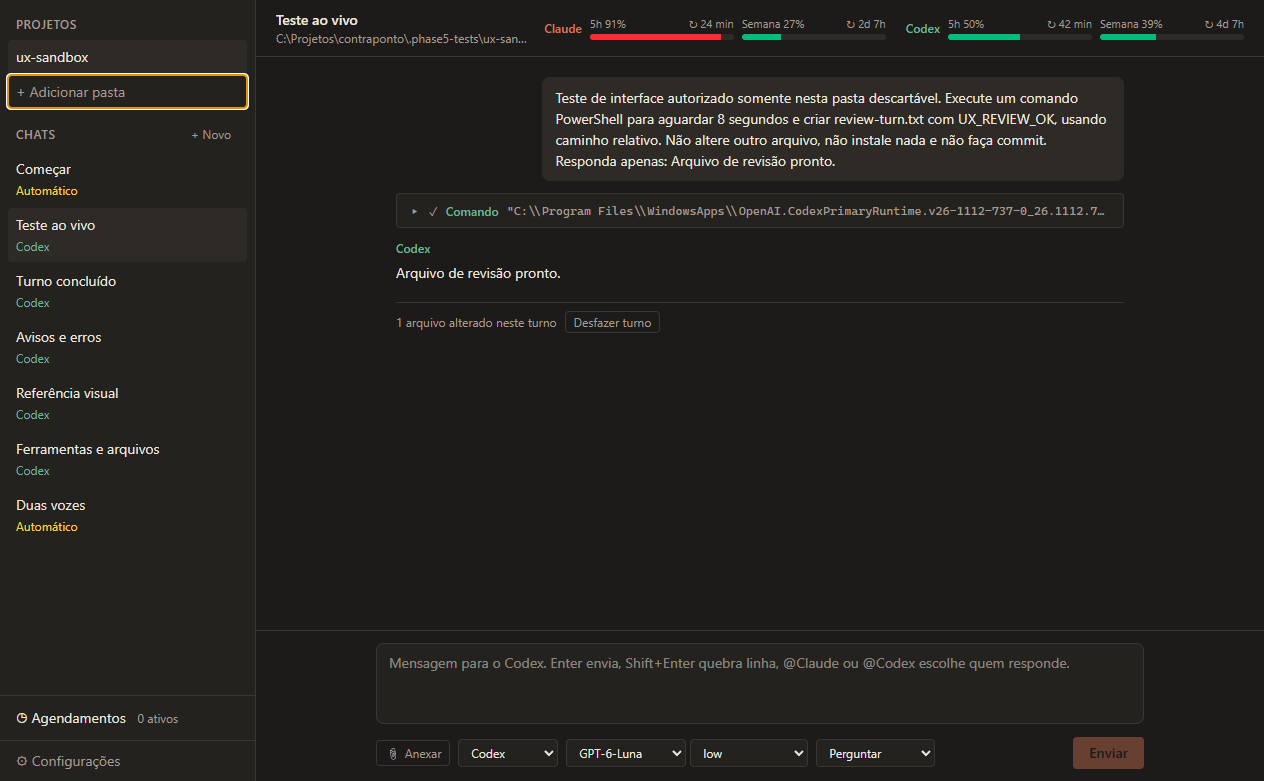 PROJETOS
ux-sandbox
+ Adicionar pasta
CHATS + Novo
Começar
Automático
Teste ao vivo
Codex
Turno concluído
Codex
Avisos e erros
Codex
Referência visual
Codex
Ferramentas e arquivos
Codex
Duas vozes
Automático
Agendamentos 0 ativos
Configurações
Teste ao vivo
C:\Projetos\contraponto\.phase5-tests\ux-san...
Claude 5h 91% ↻ 24 min Semana 27% ↻ 2d 7h Codex 5h 50% ↻ 42 min Semana 39% ↻ 4d 7h
Teste de interface autorizado somente nesta pasta descartável. Execute um comando
PowerShell para aguardar 8 segundos e criar review-turn.txt com UX_REVIEW_OK, usando
caminho relativo. Não altere outro arquivo, não instale nada e não faça commit.
Responda apenas: Arquivo de revisão pronto.
▸ ✓ Comando "C:\\Program Files\\WindowsApps\\OpenAI.CodexPrimaryRuntime.v26-1112-737-0_26.1112.7…
Codex
Arquivo de revisão pronto.
1 arquivo alterado neste turno Desfazer turno
Mensagem para o Codex. Enter envia, Shift+Enter quebra linha, @Claude ou @Codex escolhe quem responde.
Anexar Codex GPT-6-Luna low Perguntar Enviar